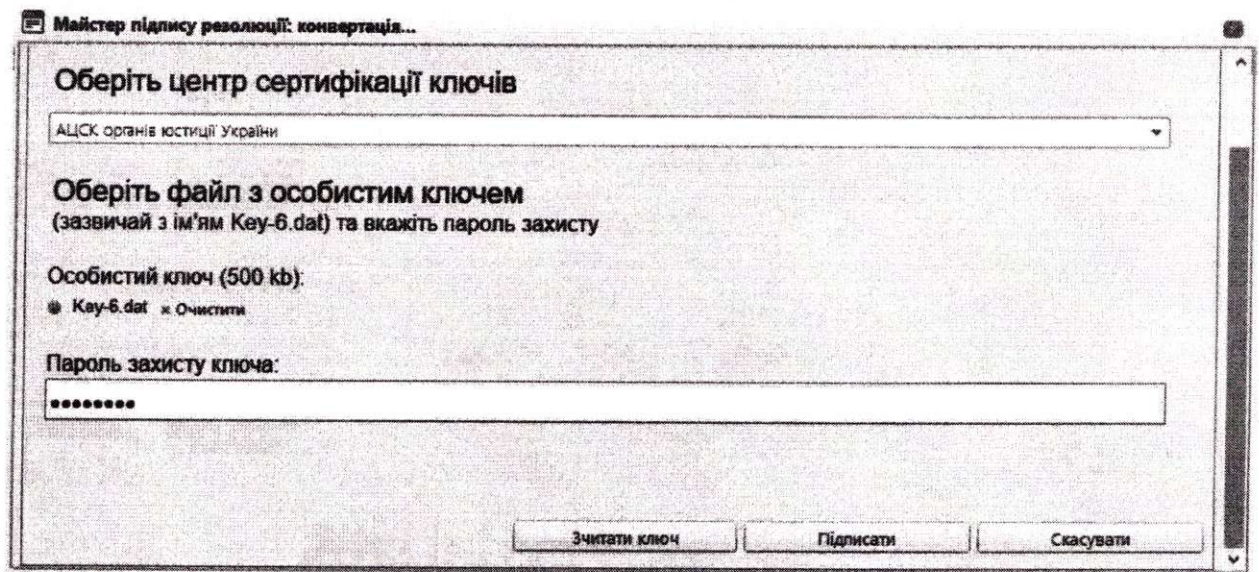 Майстер підпису резолюції: конвертація...
Оберіть центр сертифікації ключів
АЦСК органів юстиції України
Оберіть файл з особистим ключем
(зазвичай з ім'ям Key-6.dat) та вкажіть пароль захисту
Особистий ключ (500 kb):
Key-6.dat × Очистити
Пароль захисту ключа:
••••••••
Зчитати ключ Підписати Скасувати